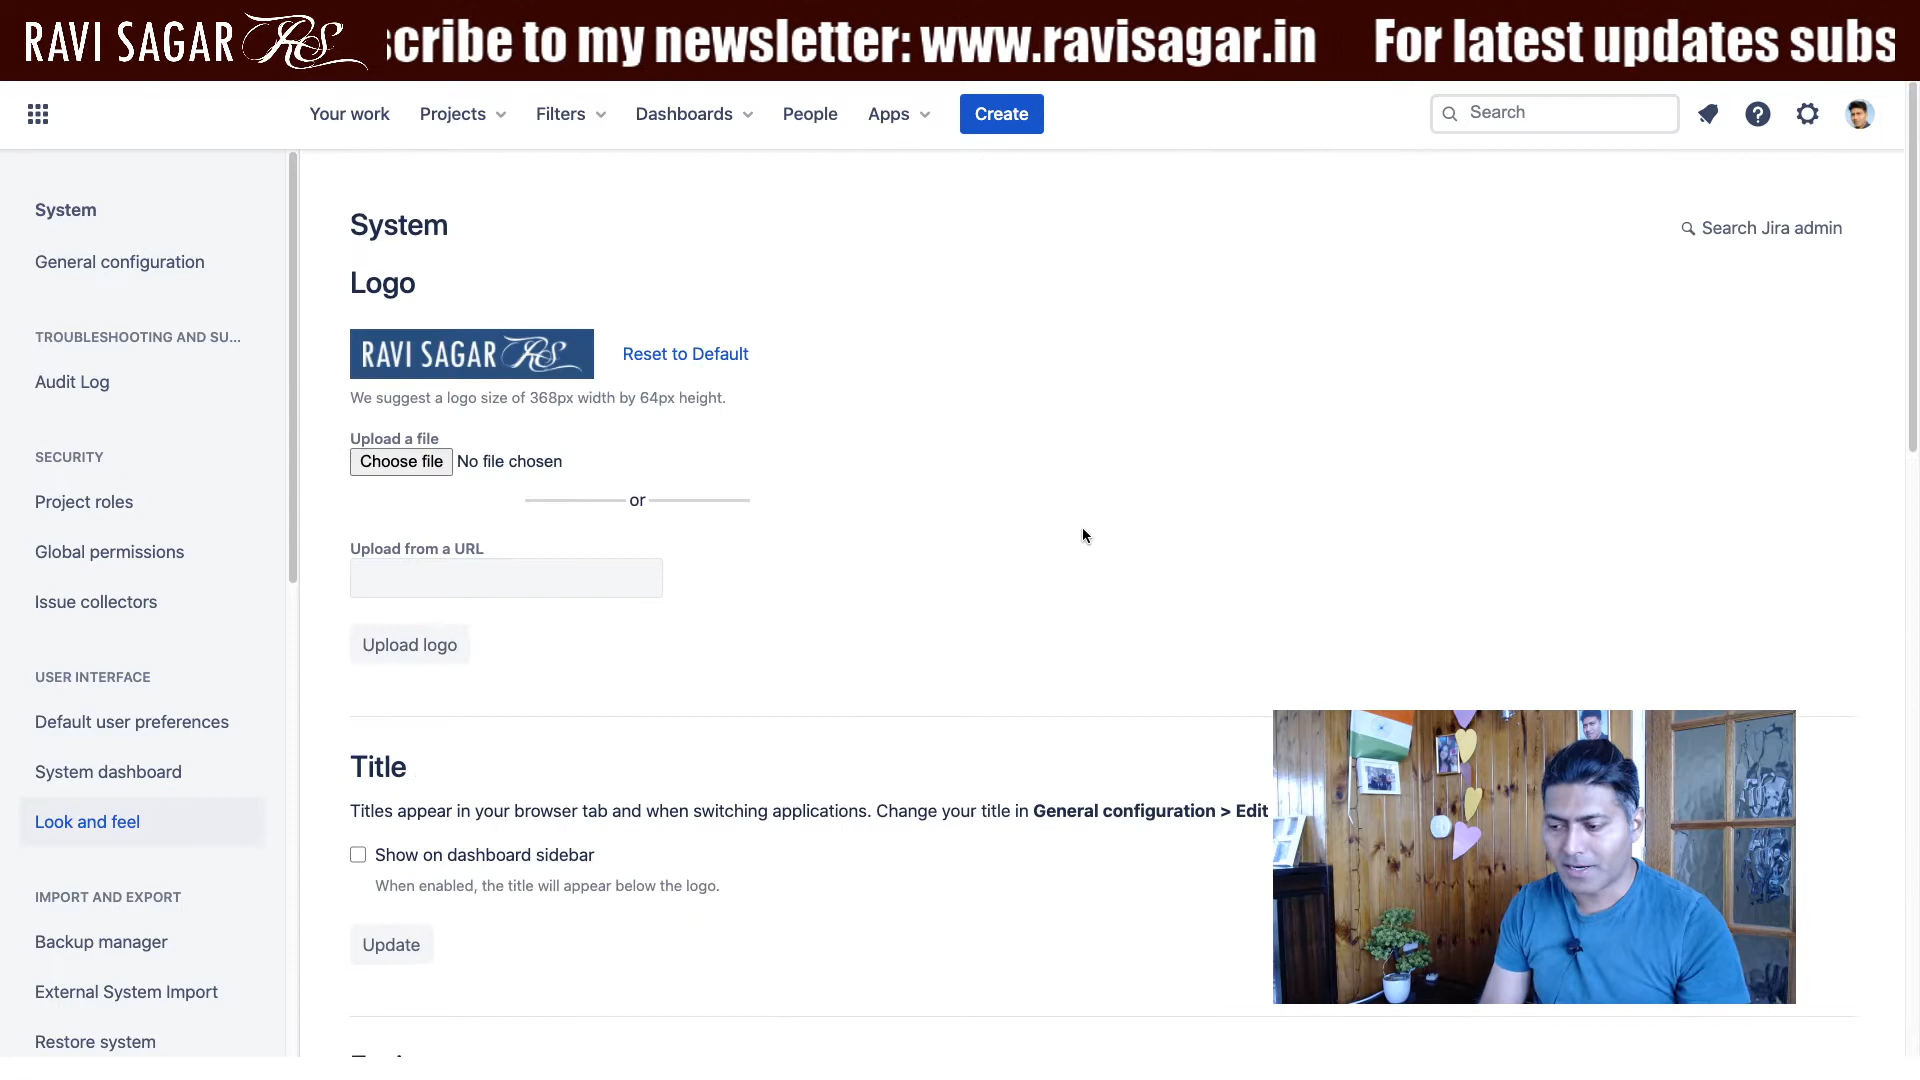 RAVI SAGAR RS
cribe to my newsletter: www.ravisagar.in For latest updates subs
Your work
Projects
Filters
Dashboards
People
Apps
Create
Search
System
General configuration
TROUBLESHOOTING AND SU...
Audit Log
SECURITY
Project roles
Global permissions
Issue collectors
USER INTERFACE
Default user preferences
System dashboard
Look and feel
IMPORT AND EXPORT
Backup manager
External System Import
Restore system
System
Search Jira admin
Logo
RAVI SAGAR RS
Reset to Default
We suggest a logo size of 368px width by 64px height.
Upload a file
Choose file No file chosen
or
Upload from a URL
Upload logo
Title
Titles appear in your browser tab and when switching applications. Change your title in General configuration > Edit
Show on dashboard sidebar
When enabled, the title will appear below the logo.
Update